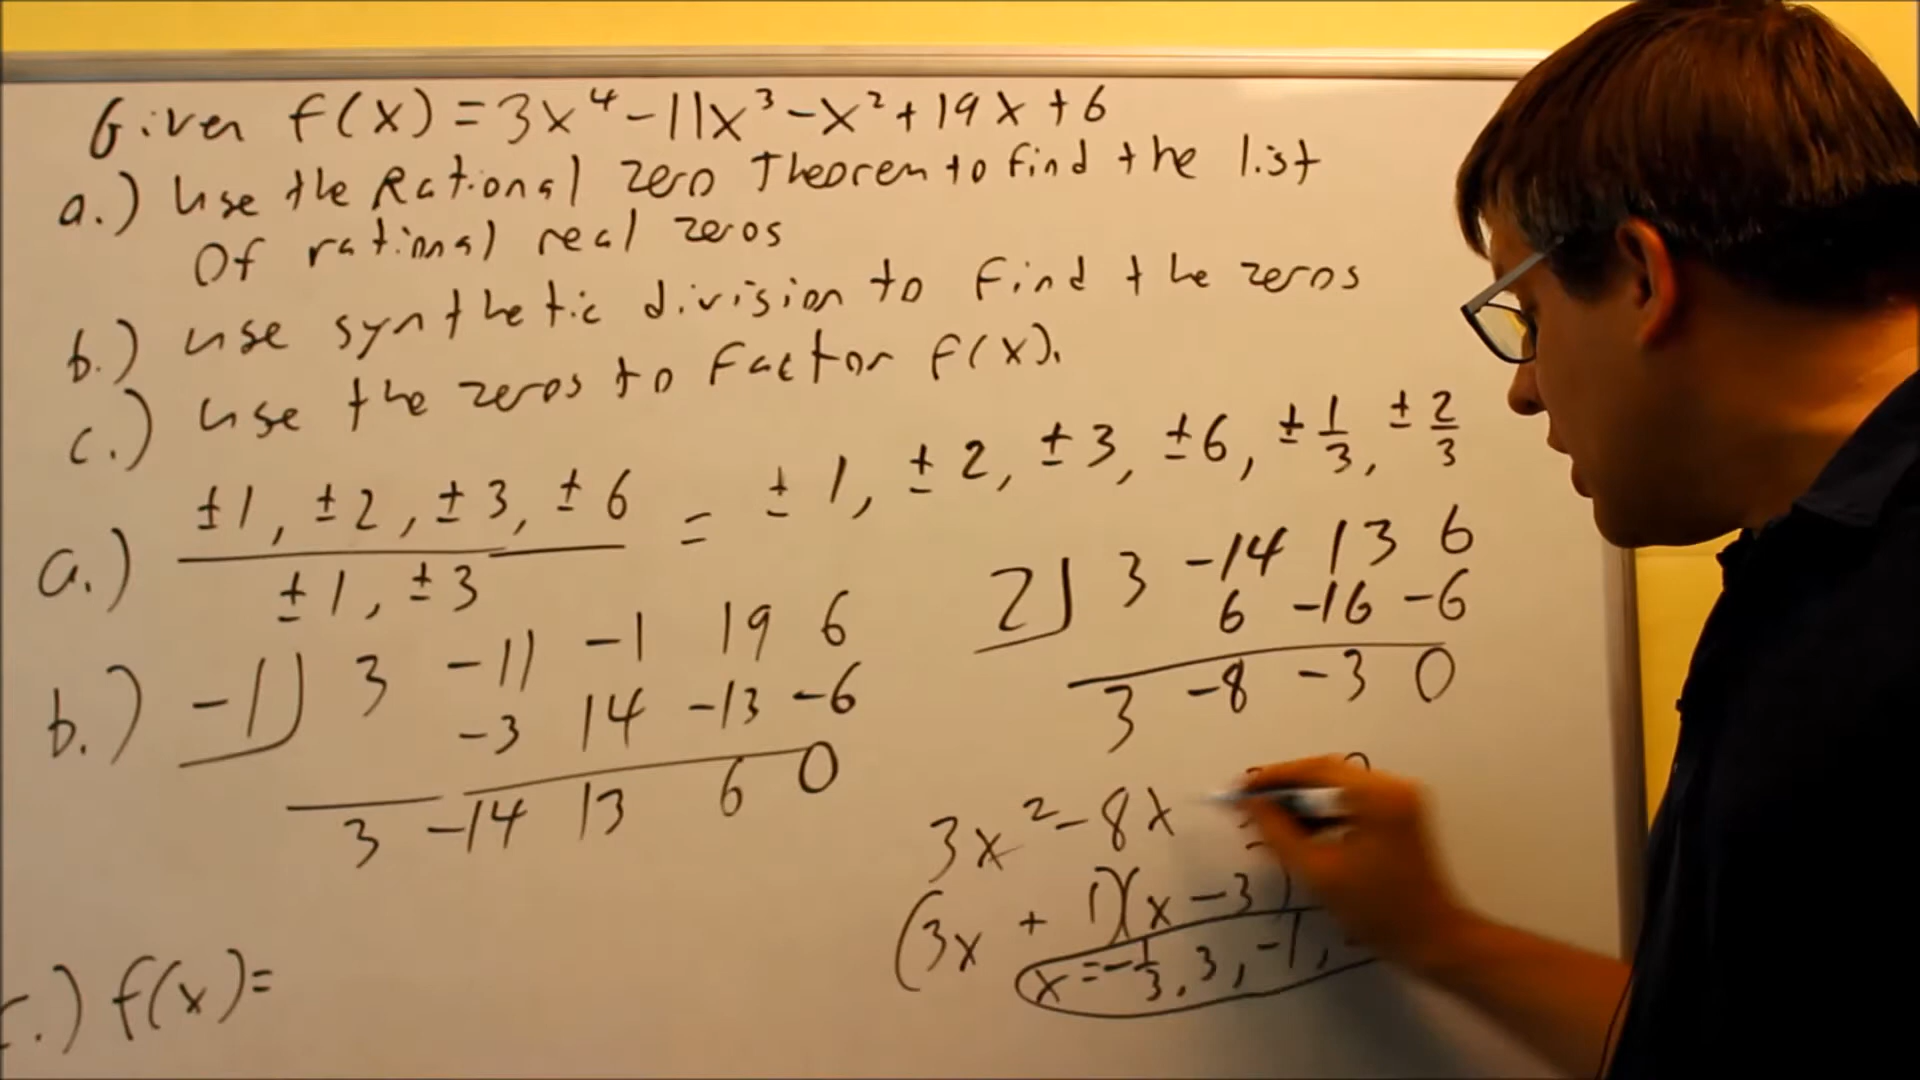 Given f(x) = 3x⁴ - 11x³ - x² + 19x + 6
a.) Use the Rational zero Theorem to find the list
Of rational real zeros
b.) use synthetic division to find the zeros
c.) use the zeros to factor f(x).
a.) ±1, ±2, ±3, ±6 = ±1, ±2, ±3, ±6, ±1/3, ±2/3
±1, ±3
b.) -1) 3 -11 -1 19 6
-3 14 -13 -6
3 -14 13 6 0
2) 3 -14 13 6
6 -16 -6
3 -8 -3 0
3x² - 8x
(3x + 1)(x - 3)
x = -1/3, 3, -1,
c.) f(x) =